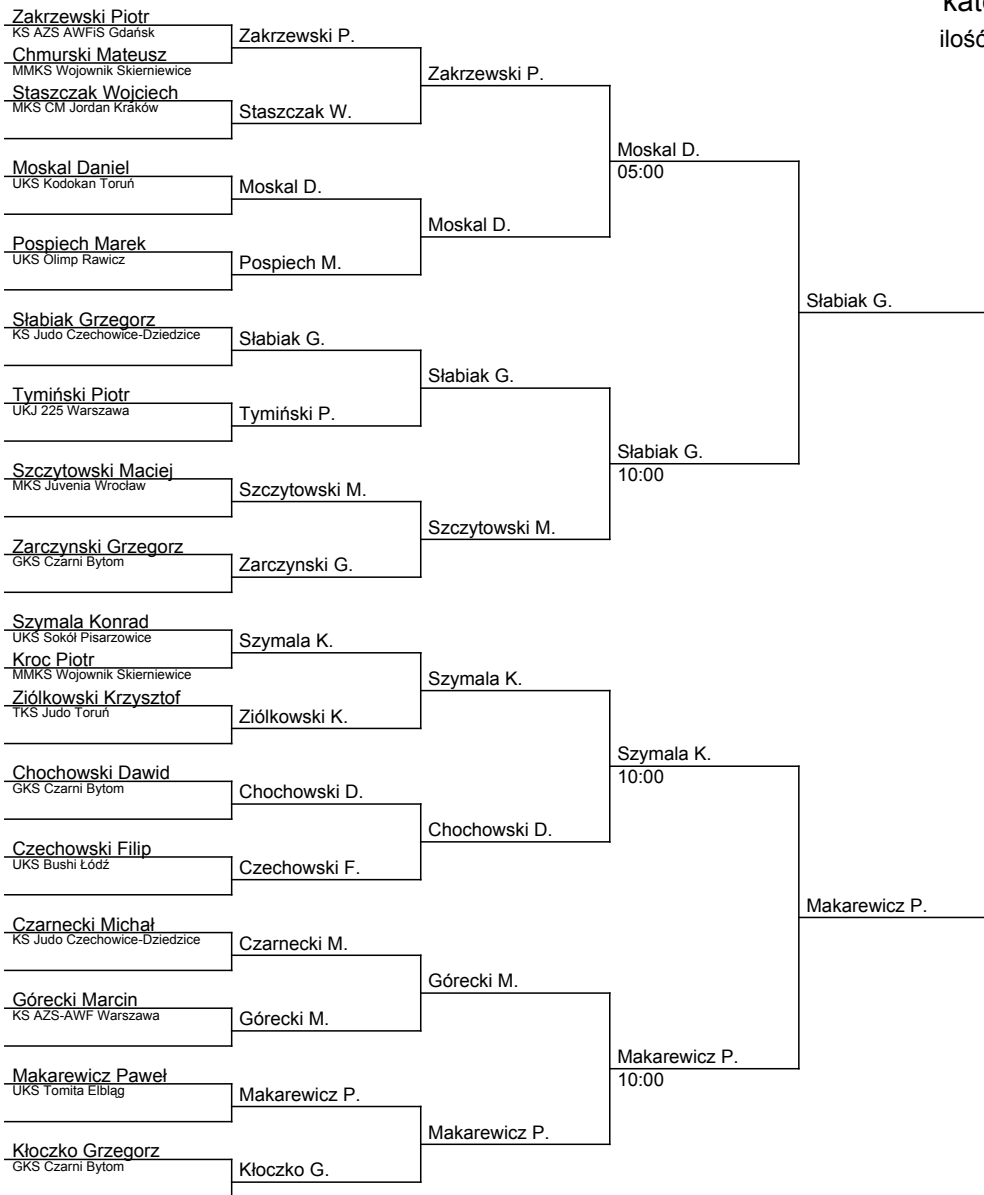 kat
ilość
Zakrzewski Piotr
KS AZS AWFiS Gdańsk
Chmurski Mateusz
MMKS Wojownik Skierniewice
Staszczak Wojciech
MKS CM Jordan Kraków
Moskal Daniel
UKS Kodokan Toruń
Pospiech Marek
UKS Olimp Rawicz
Słabiak Grzegorz
KS Judo Czechowice-Dziedzice
Tymiński Piotr
UKJ 225 Warszawa
Szczytowski Maciej
MKS Juvenia Wrocław
Zarczynski Grzegorz
GKS Czarni Bytom
Szymala Konrad
UKS Sokół Pisarzowice
Kroc Piotr
MMKS Wojownik Skierniewice
Ziólkowski Krzysztof
TKS Judo Toruń
Chochowski Dawid
GKS Czarni Bytom
Czechowski Filip
UKS Bushi Łódź
Czarnecki Michał
KS Judo Czechowice-Dziedzice
Górecki Marcin
KS AZS-AWF Warszawa
Makarewicz Paweł
UKS Tomita Elbląg
Kłoczko Grzegorz
GKS Czarni Bytom
Zakrzewski P.
Staszczak W.
Moskal D.
Pospiech M.
Słabiak G.
Tymiński P.
Szczytowski M.
Zarczynski G.
Szymala K.
Ziólkowski K.
Chochowski D.
Czechowski F.
Czarnecki M.
Górecki M.
Makarewicz P.
Kłoczko G.
Zakrzewski P.
Moskal D.
Słabiak G.
Szczytowski M.
Szymala K.
Chochowski D.
Górecki M.
Makarewicz P.
Moskal D.
05:00
Słabiak G.
10:00
Szymala K.
10:00
Makarewicz P.
10:00
Słabiak G.
Makarewicz P.